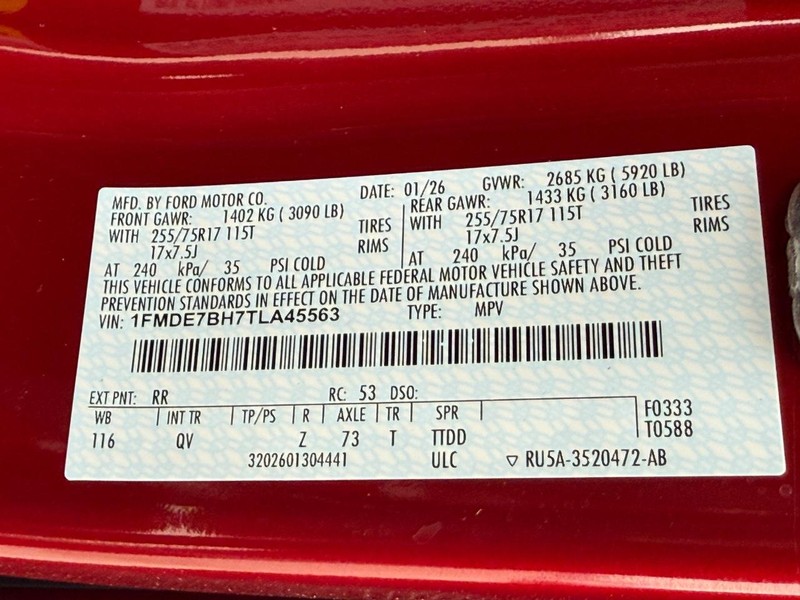 MFD. BY FORD MOTOR CO. DATE: 01/26 GVWR: 2685 KG ( 5920 LB)
FRONT GAWR: 1402 KG ( 3090 LB) REAR GAWR: 1433 KG ( 3160 LB)
WITH 255/75R17 115T TIRES WITH 255/75R17 115T TIRES
17x7.5J RIMS 17x7.5J RIMS
AT 240 kPa/ 35 PSI COLD AT 240 kPa/ 35 PSI COLD
THIS VEHICLE CONFORMS TO ALL APPLICABLE FEDERAL MOTOR VEHICLE SAFETY AND THEFT
PREVENTION STANDARDS IN EFFECT ON THE DATE OF MANUFACTURE SHOWN ABOVE.
VIN: 1FMDE7BH7TLA45563 TYPE: MPV
EXT PNT: RR RC: 53 DSO:
WB INT TR TP/PS R AXLE TR SPR F0333
116 QV Z 73 T TTDD T0588
3202601304441 ULC ▽ RU5A-3520472-AB